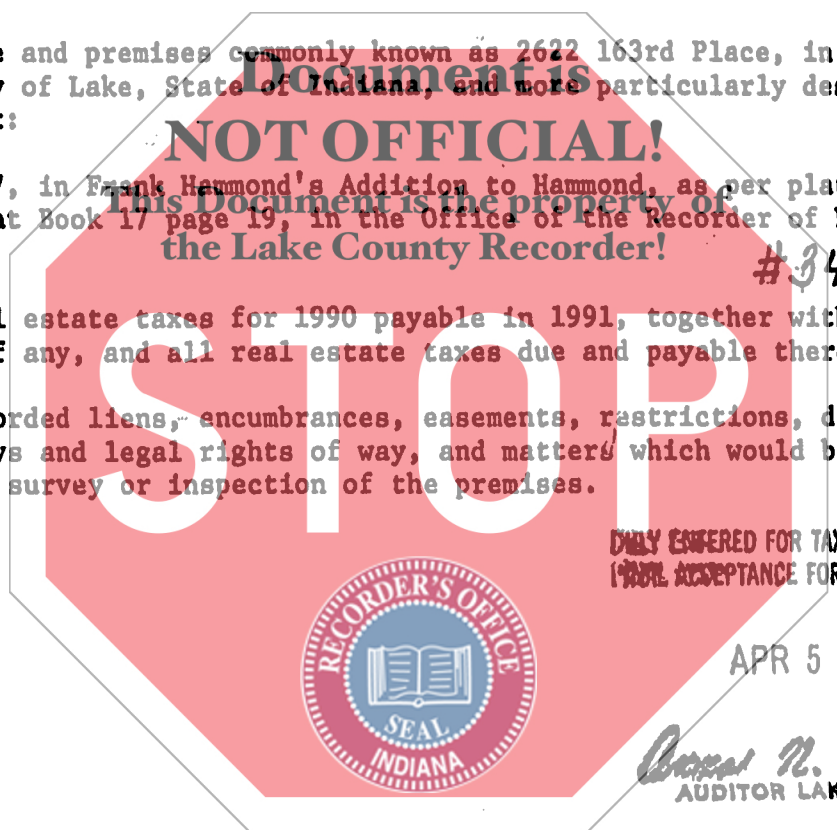 and premises commonly known as 2622 163rd Place, in
Document is
of Lake, State of Indiana, and more particularly de
NOT OFFICIAL!
, in Frank Hammond's Addition to Hammond, as per pla
This Document is the property of
at Book 17 page 19, in the Office of the Recorder of
the Lake County Recorder!
#34
estate taxes for 1990 payable in 1991, together wit
f any, and all real estate taxes due and payable ther
STOP
orded liens, encumbrances, easements, restrictions, d
ys and legal rights of way, and matters which would b
survey or inspection of the premises.
DULY ENTERED FOR TAX
ACCEPTANCE FOR
RECORDER'S OFFICE
APR 5
SEAL
INDIANA
N.
AUDITOR LAK